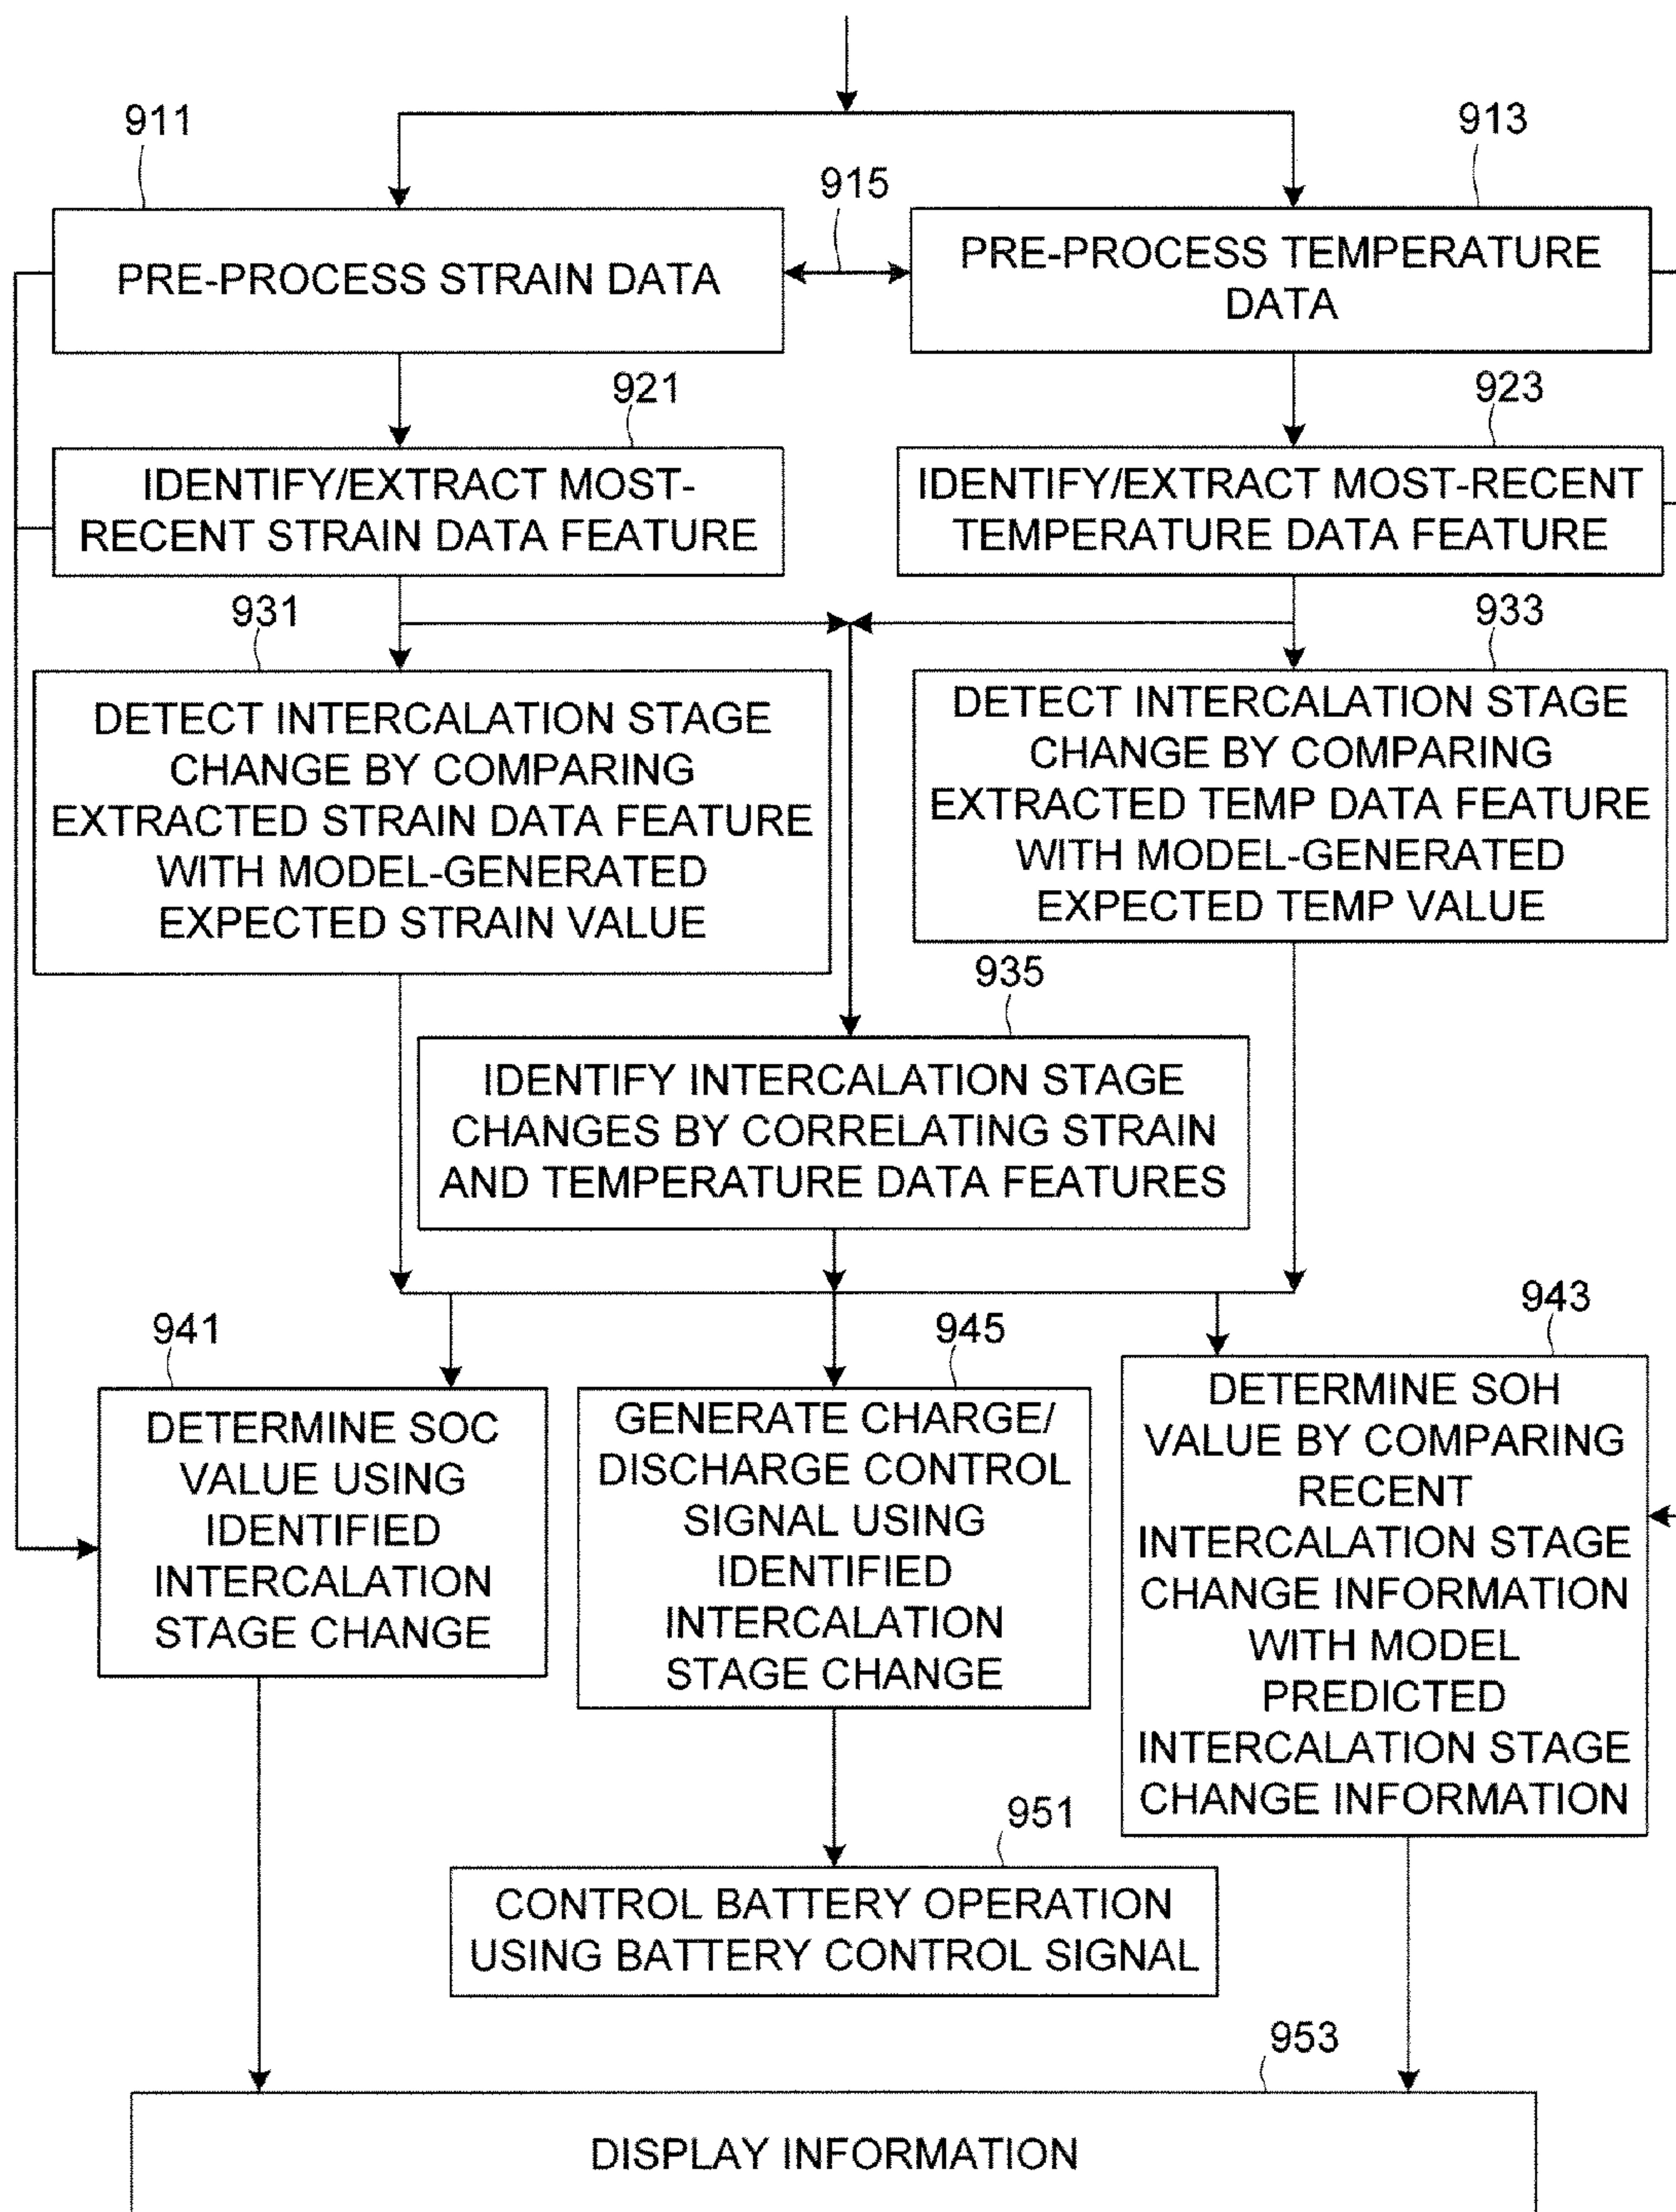 911
913
915
PRE-PROCESS STRAIN DATA
PRE-PROCESS TEMPERATURE
DATA
921
923
IDENTIFY/EXTRACT MOST-
RECENT STRAIN DATA FEATURE
IDENTIFY/EXTRACT MOST-RECENT
TEMPERATURE DATA FEATURE
931
933
DETECT INTERCALATION STAGE
CHANGE BY COMPARING
EXTRACTED STRAIN DATA FEATURE
WITH MODEL-GENERATED
EXPECTED STRAIN VALUE
DETECT INTERCALATION STAGE
CHANGE BY COMPARING
EXTRACTED TEMP DATA FEATURE
WITH MODEL-GENERATED
EXPECTED TEMP VALUE
935
IDENTIFY INTERCALATION STAGE
CHANGES BY CORRELATING STRAIN
AND TEMPERATURE DATA FEATURES
941
945
943
DETERMINE SOC
VALUE USING
IDENTIFIED
INTERCALATION
STAGE CHANGE
GENERATE CHARGE/
DISCHARGE CONTROL
SIGNAL USING
IDENTIFIED
INTERCALATION
STAGE CHANGE
DETERMINE SOH
VALUE BY COMPARING
RECENT
INTERCALATION STAGE
CHANGE INFORMATION
WITH MODEL
PREDICTED
INTERCALATION STAGE
CHANGE INFORMATION
951
CONTROL BATTERY OPERATION
USING BATTERY CONTROL SIGNAL
953
DISPLAY INFORMATION